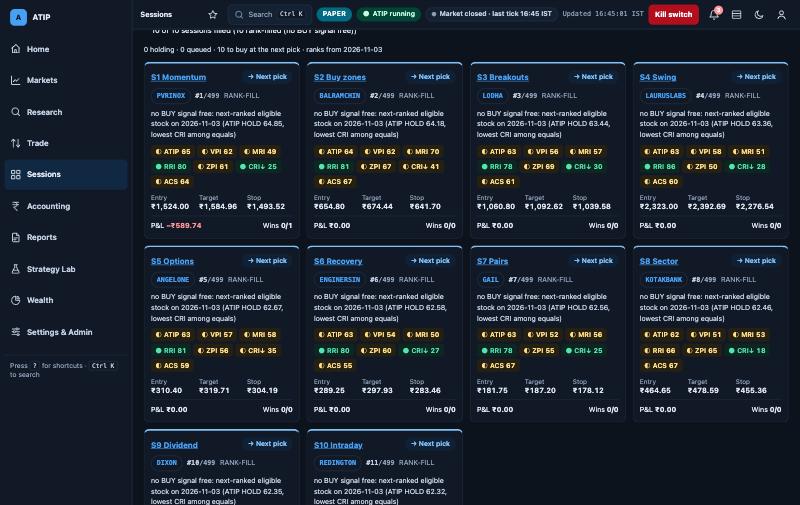 A ATIP
Home
Markets
Research
Trade
Sessions
Accounting
Reports
Strategy Lab
Wealth
Settings & Admin
Press ? for shortcuts · Ctrl K
to search
Sessions
Search Ctrl K
PAPER
ATIP running
Market closed · last tick 16:45 IST
Updated 16:45:01 IST
Kill switch
10 of 10 sessions filled (10 rank-filled (no BUY signal free))
0 holding · 0 queued · 10 to buy at the next pick · ranks from 2026-11-03
S1 Momentum → Next pick
PVRINOX #1/499 RANK-FILL
no BUY signal free: next-ranked eligible
stock on 2026-11-03 (ATIP HOLD 64.85,
lowest CRI among equals)
ATIP 65 VPI 62 MRI 49
RRI 80 ZPI 61 CRI↓ 25
ACS 64
Entry Target Stop
₹1,524.00 ₹1,584.96 ₹1,493.52
P&L −₹589.74 Wins 0/1
S2 Buy zones → Next pick
BALRAMCHIN #2/499 RANK-FILL
no BUY signal free: next-ranked eligible
stock on 2026-11-03 (ATIP HOLD 64.18,
lowest CRI among equals)
ATIP 64 VPI 62 MRI 70
RRI 81 ZPI 67 CRI↓ 41
ACS 67
Entry Target Stop
₹654.80 ₹674.44 ₹641.70
P&L ₹0.00 Wins 0/0
S3 Breakouts → Next pick
LODHA #3/499 RANK-FILL
no BUY signal free: next-ranked eligible
stock on 2026-11-03 (ATIP HOLD 63.44,
lowest CRI among equals)
ATIP 63 VPI 56 MRI 57
RRI 78 ZPI 69 CRI↓ 30
ACS 61
Entry Target Stop
₹1,060.80 ₹1,092.62 ₹1,039.58
P&L ₹0.00 Wins 0/0
S4 Swing → Next pick
LAURUSLABS #4/499 RANK-FILL
no BUY signal free: next-ranked eligible
stock on 2026-11-03 (ATIP HOLD 63.36,
lowest CRI among equals)
ATIP 63 VPI 58 MRI 51
RRI 86 ZPI 50 CRI↓ 28
ACS 60
Entry Target Stop
₹2,323.00 ₹2,392.69 ₹2,276.54
P&L ₹0.00 Wins 0/0
S5 Options → Next pick
ANGELONE #5/499 RANK-FILL
no BUY signal free: next-ranked eligible
stock on 2026-11-03 (ATIP HOLD 62.67,
lowest CRI among equals)
ATIP 63 VPI 57 MRI 58
RRI 81 ZPI 56 CRI↓ 35
ACS 59
Entry Target Stop
₹310.40 ₹319.71 ₹304.19
P&L ₹0.00 Wins 0/0
S6 Recovery → Next pick
ENGINERSIN #6/499 RANK-FILL
no BUY signal free: next-ranked eligible
stock on 2026-11-03 (ATIP HOLD 62.58,
lowest CRI among equals)
ATIP 63 VPI 54 MRI 50
RRI 80 ZPI 60 CRI↓ 27
ACS 55
Entry Target Stop
₹289.25 ₹297.93 ₹283.46
P&L ₹0.00 Wins 0/0
S7 Pairs → Next pick
GAIL #7/499 RANK-FILL
no BUY signal free: next-ranked eligible
stock on 2026-11-03 (ATIP HOLD 62.56,
lowest CRI among equals)
ATIP 63 VPI 52 MRI 56
RRI 78 ZPI 55 CRI↓ 25
ACS 67
Entry Target Stop
₹181.75 ₹187.20 ₹178.12
P&L ₹0.00 Wins 0/0
S8 Sector → Next pick
KOTAKBANK #8/499 RANK-FILL
no BUY signal free: next-ranked eligible
stock on 2026-11-03 (ATIP HOLD 62.46,
lowest CRI among equals)
ATIP 62 VPI 51 MRI 53
RRI 66 ZPI 65 CRI↓ 18
ACS 67
Entry Target Stop
₹464.65 ₹478.59 ₹455.36
P&L ₹0.00 Wins 0/0
S9 Dividend → Next pick
DIXON #10/499 RANK-FILL
no BUY signal free: next-ranked eligible
stock on 2026-11-03 (ATIP HOLD 62.35,
lowest CRI among equals)
S10 Intraday → Next pick
REDINGTON #11/499 RANK-FILL
no BUY signal free: next-ranked eligible
stock on 2026-11-03 (ATIP HOLD 62.32,
lowest CRI among equals)